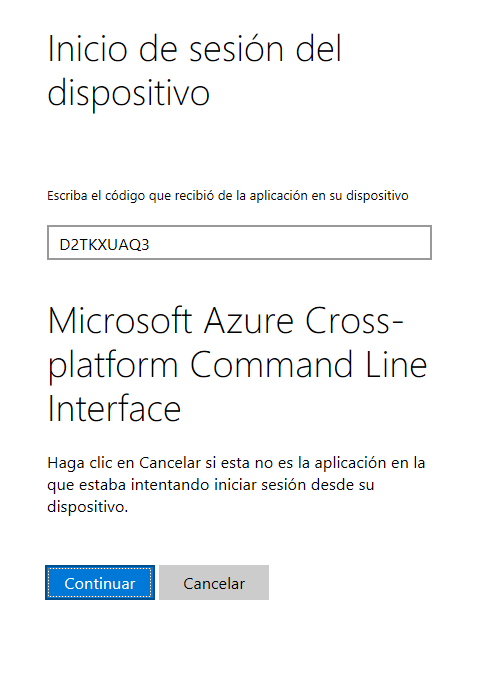 Inicio de sesión del
dispositivo
Escriba el código que recibió de la aplicación en su dispositivo
D2TKXUAQ3
Microsoft Azure Cross-
platform Command Line
Interface
Haga clic en Cancelar si esta no es la aplicación en la
que estaba intentando iniciar sesión desde su
dispositivo.
Continuar Cancelar